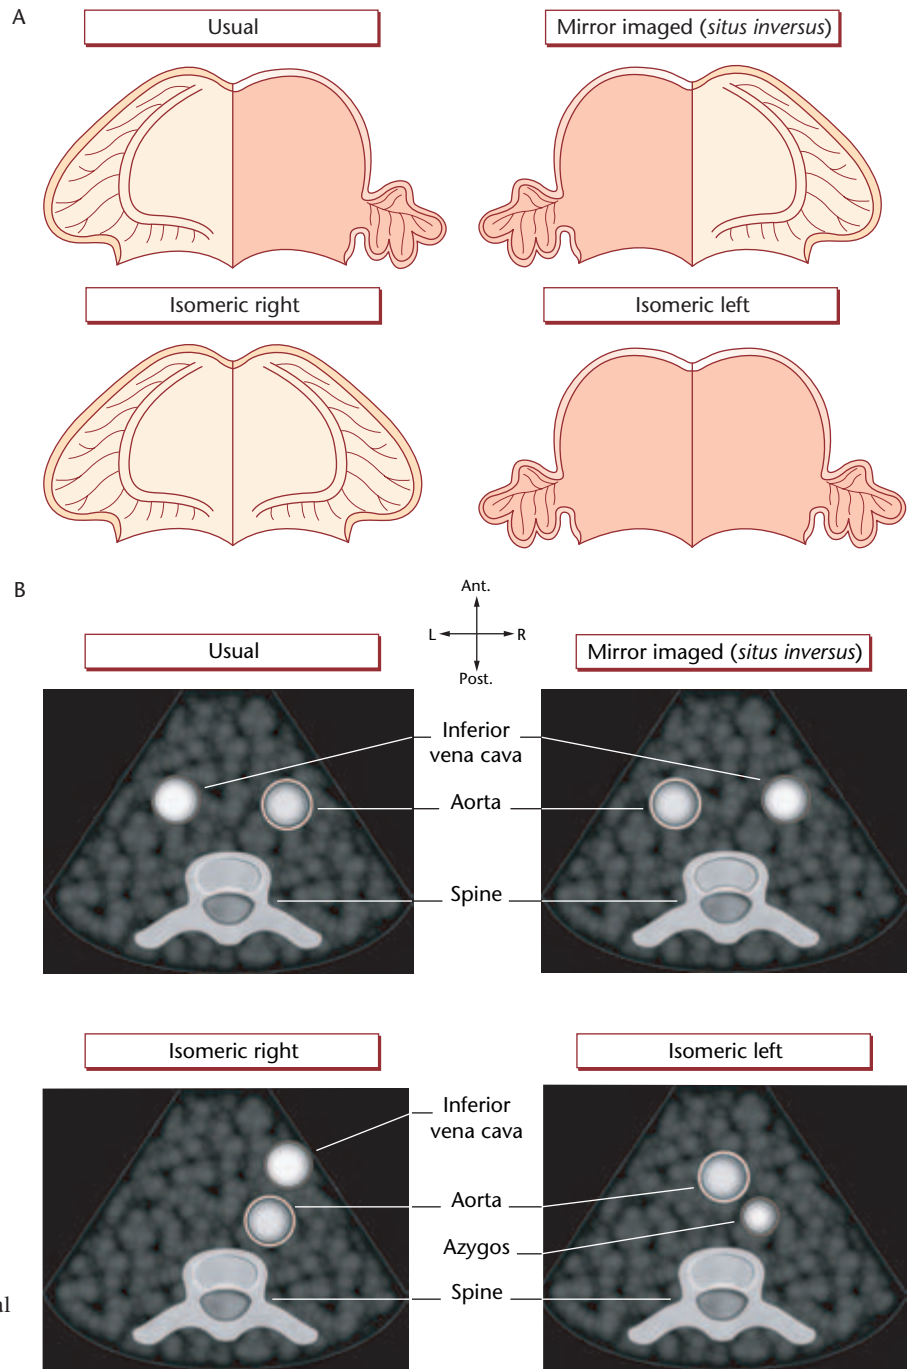 A
Usual
Mirror imaged (situs inversus)
Isomeric right
Isomeric left
B
Ant.
L
R
Post.
Usual
Mirror imaged (situs inversus)
Inferior
vena cava
Aorta
Spine
Isomeric right
Isomeric left
Inferior
vena cava
Aorta
Azygos
Spine
al